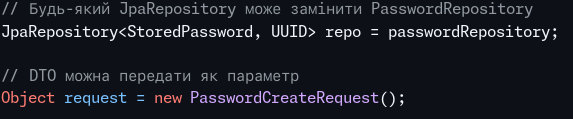 // Будь-який JpaRepository може замінити PasswordRepository
JpaRepository<StoredPassword, UUID> repo = passwordRepository;
// DTO можна передати як параметр
Object request = new PasswordCreateRequest();